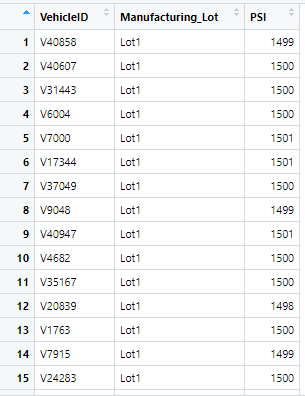 VehicleID Manufacturing_Lot PSI
1 V40858 Lot1 1499
2 V40607 Lot1 1500
3 V31443 Lot1 1500
4 V6004 Lot1 1500
5 V7000 Lot1 1501
6 V17344 Lot1 1501
7 V37049 Lot1 1500
8 V9048 Lot1 1499
9 V40947 Lot1 1501
10 V4682 Lot1 1500
11 V35167 Lot1 1500
12 V20839 Lot1 1498
13 V1763 Lot1 1500
14 V7915 Lot1 1499
15 V24283 Lot1 1500